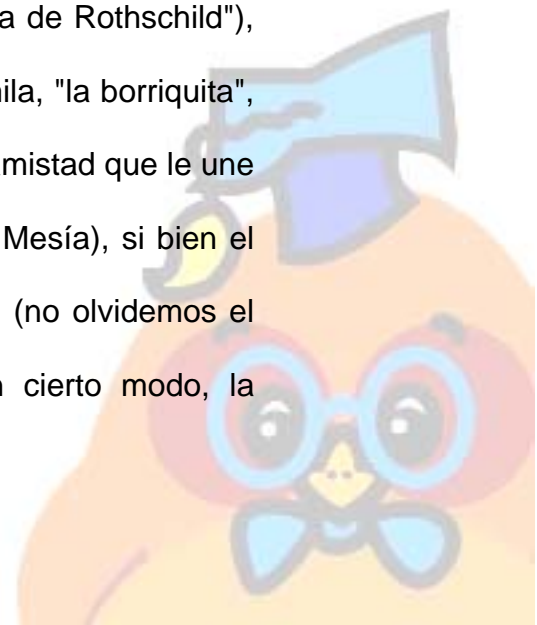 a de Rothschild"),
ila, "la borriquita",
mistad que le une
Mesía), si bien el
(no olvidemos el
cierto modo, la